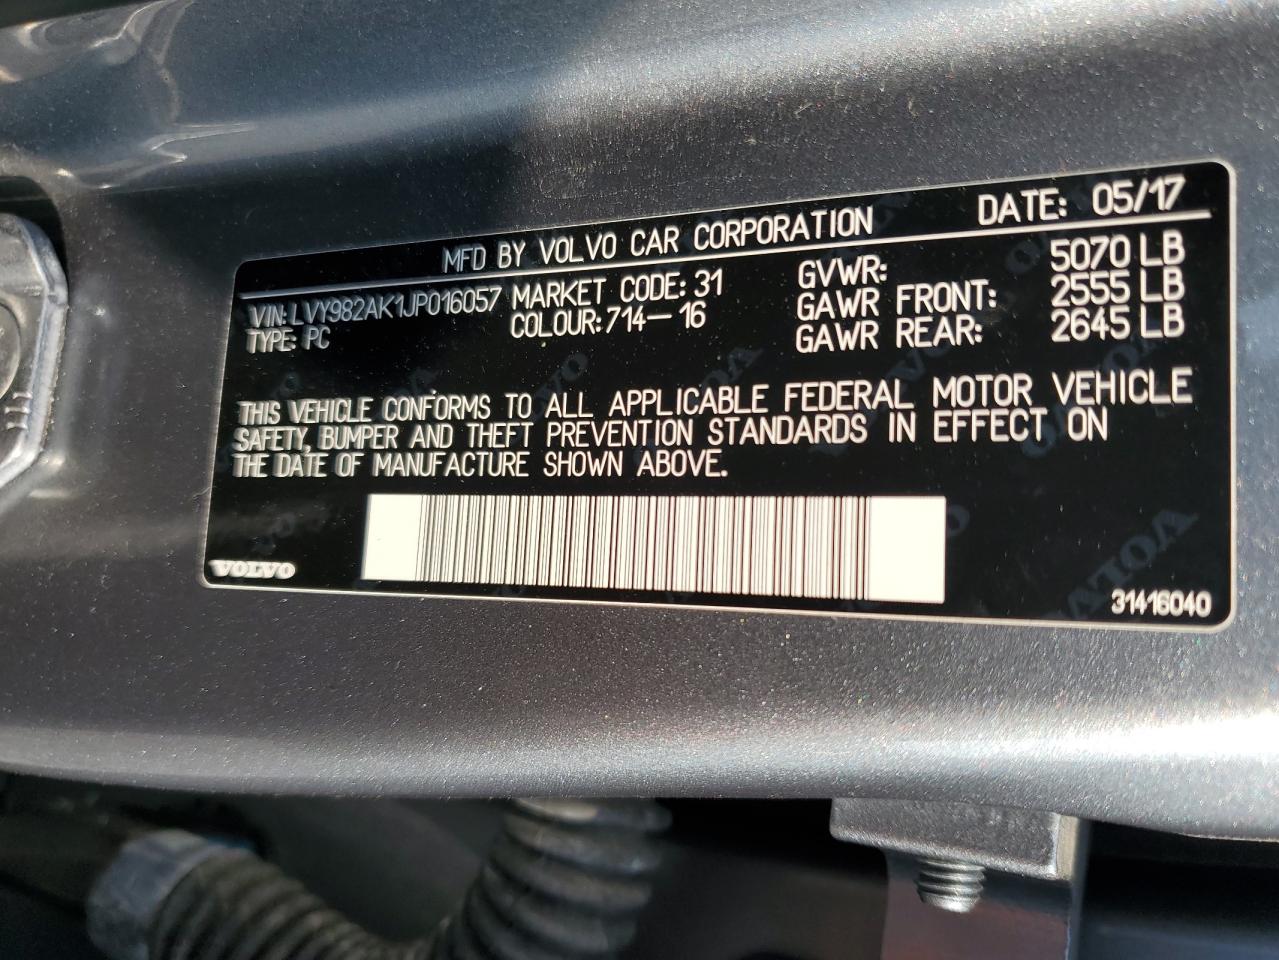 MFD BY VOLVO CAR CORPORATION DATE: 05/17
VIN: LVY982AK1JP016057 MARKET CODE: 31 GVWR: 5070 LB
TYPE: PC COLOUR: 714-16 GAWR FRONT: 2555 LB
GAWR REAR: 2645 LB
THIS VEHICLE CONFORMS TO ALL APPLICABLE FEDERAL MOTOR VEHICLE
SAFETY, BUMPER AND THEFT PREVENTION STANDARDS IN EFFECT ON
THE DATE OF MANUFACTURE SHOWN ABOVE.
VOLVO
31416040